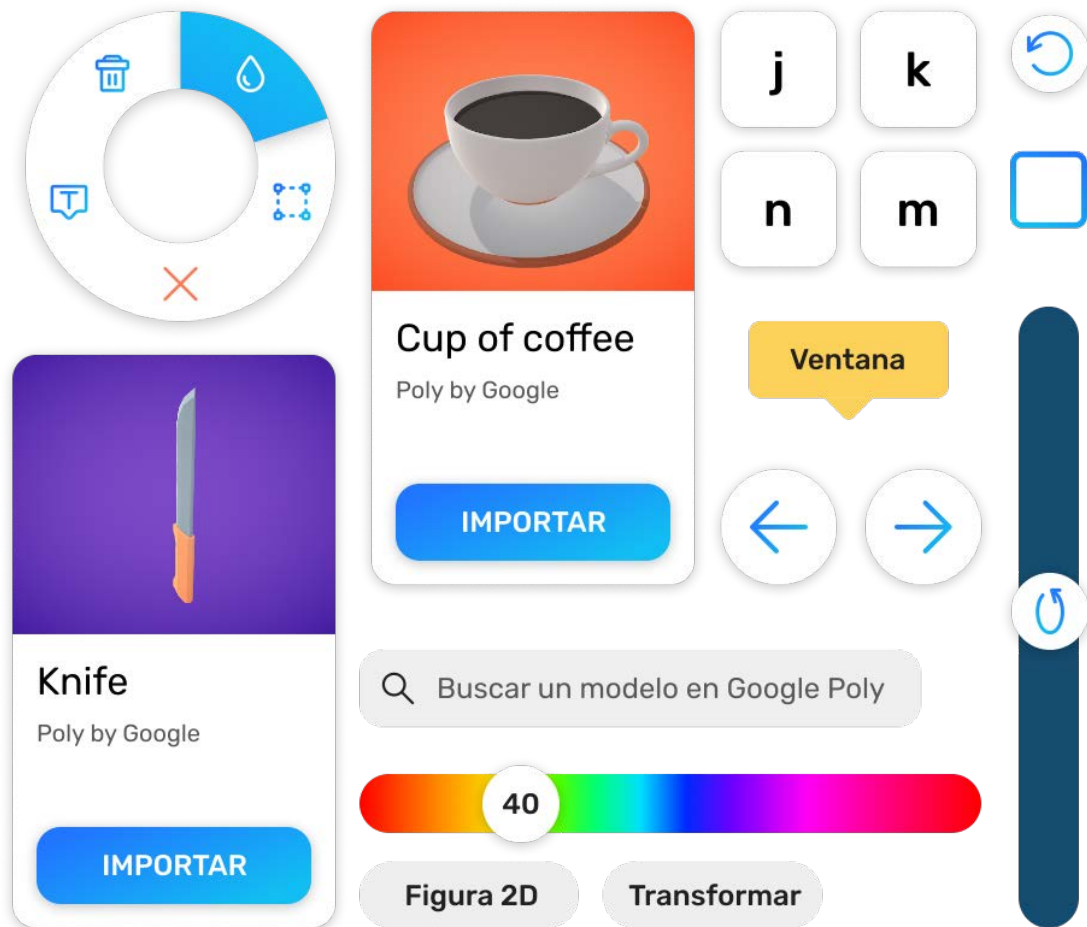 T
j
k
n
m
Cup of coffee
Poly by Google
IMPORTAR
Ventana
Knife
Poly by Google
IMPORTAR
Buscar un modelo en Google Poly
40
Figura 2D
Transformar